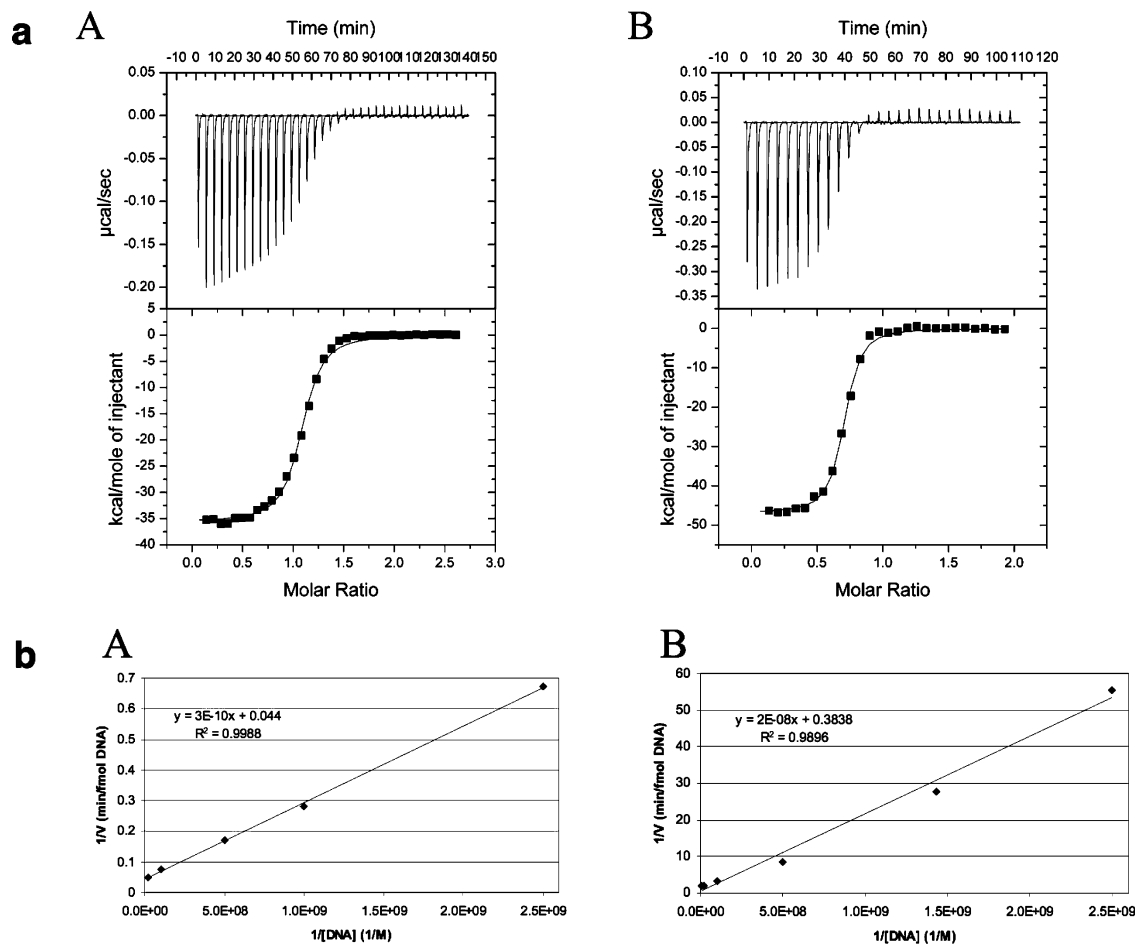 a
A
Time (min)
-10 0 10 20 30 40 50 60 70 80 90 100 110 120 130 140 150
0.05
0.00
-0.05
-0.10
-0.15
-0.20
µcal/sec
5
0
-5
-10
-15
-20
-25
-30
-35
-40
kcal/mole of injectant
0.0 0.5 1.0 1.5 2.0 2.5 3.0
Molar Ratio
B
Time (min)
-10 0 10 20 30 40 50 60 70 80 90 100 110 120
0.10
0.05
0.00
-0.05
-0.10
-0.15
-0.20
-0.25
-0.30
-0.35
µcal/sec
0
-10
-20
-30
-40
-50
kcal/mole of injectant
0.0 0.5 1.0 1.5 2.0
Molar Ratio
b
A
0.7
0.6
0.5
0.4
0.3
0.2
0.1
0
1/V (min/fmol DNA)
y = 3E-10x + 0.044
R² = 0.9988
0.0E+00 5.0E+08 1.0E+09 1.5E+09 2.0E+09 2.5E+09
1/[DNA] (1/M)
B
60
50
40
30
20
10
0
1/V (min/fmol DNA)
y = 2E-08x + 0.3838
R² = 0.9896
0.0E+00 5.0E+08 1.0E+09 1.5E+09 2.0E+09 2.5E+09
1/[DNA] (1/M)